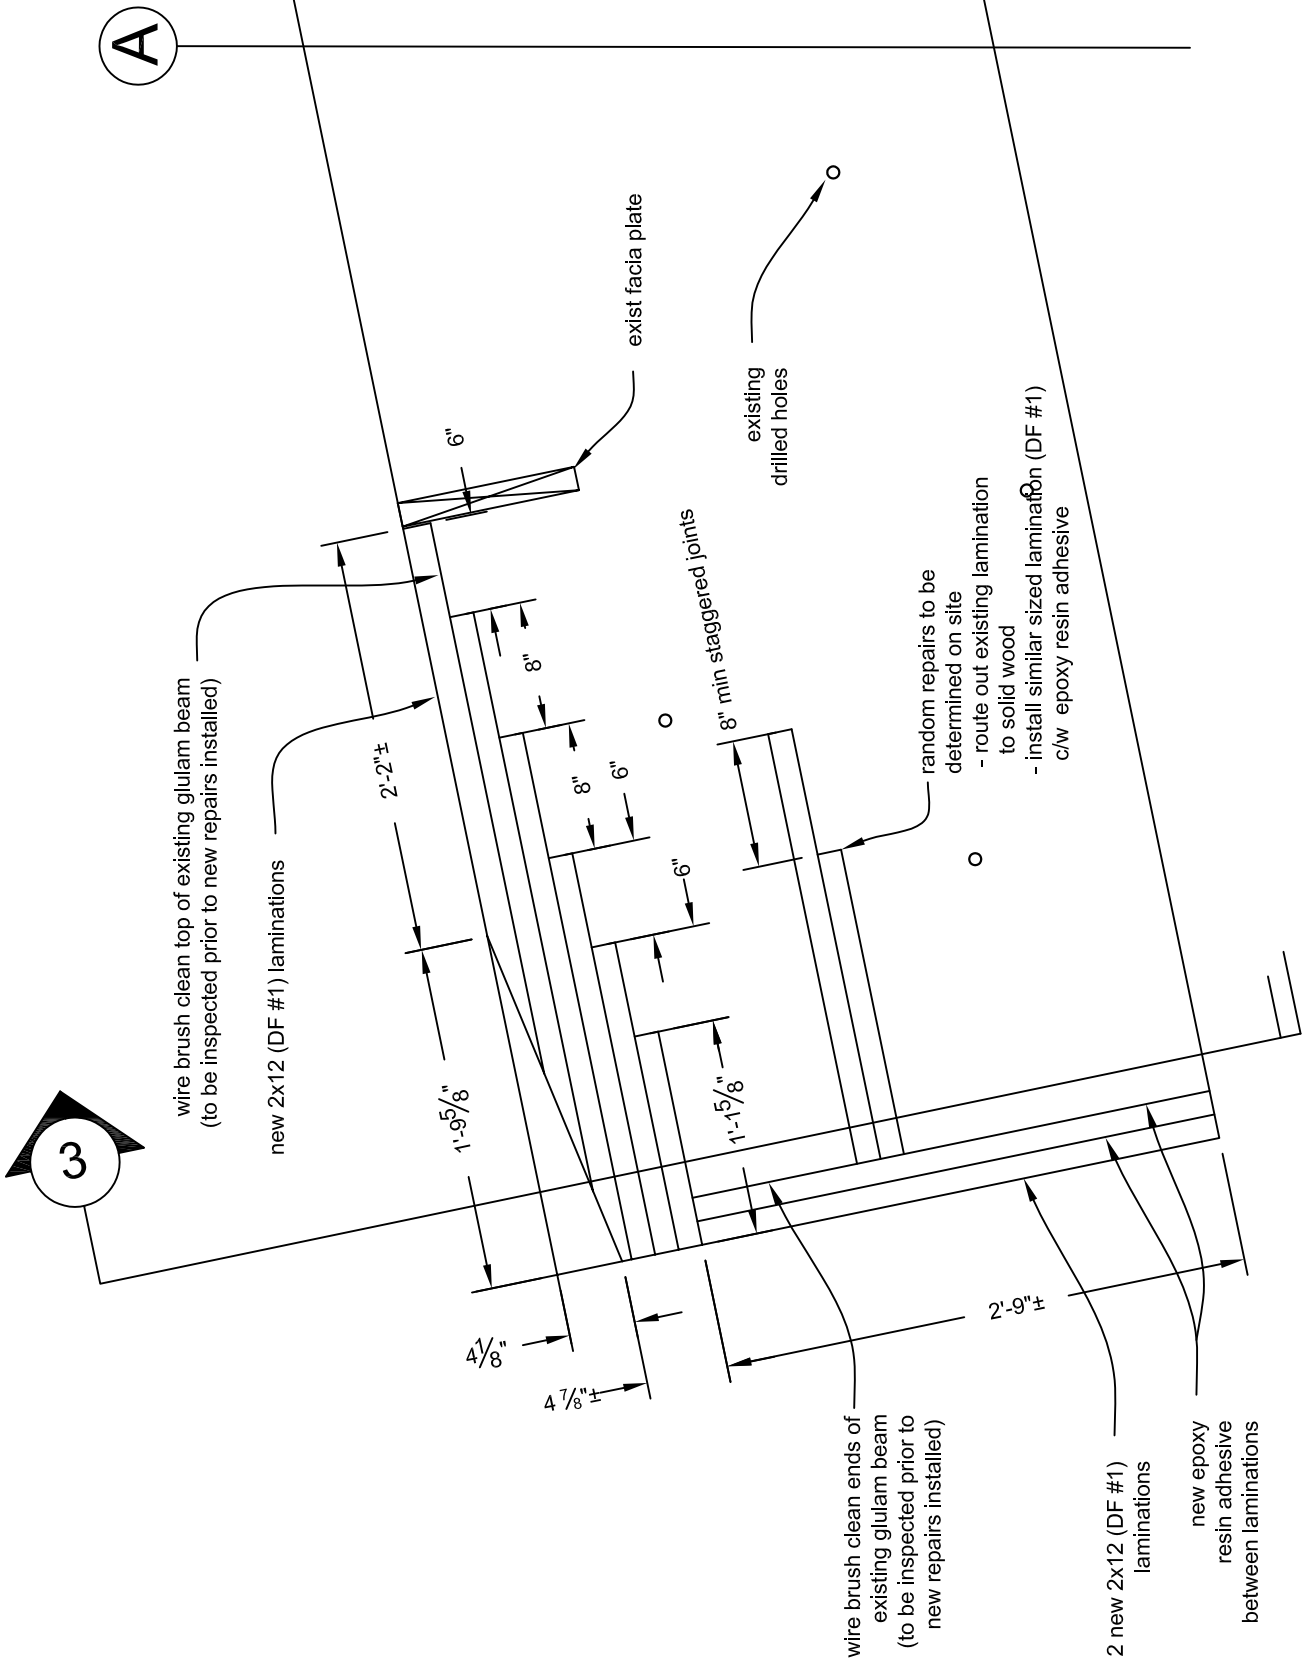 A
3
wire brush clean top of existing glulam beam
(to be inspected prior to new repairs installed)
new 2x12 (DF #1) laminations
exist facia plate
existing
drilled holes
6"
2'-2"±
8"
8"
6"
6"
1'-9⅝"
1'-1⅝"
8" min staggered joints
random repairs to be
determined on site
- route out existing lamination
to solid wood
- install similar sized lamination (DF #1)
c/w epoxy resin adhesive
4⅛"
4 ⅞"±
2'-9"±
wire brush clean ends of
existing glulam beam
(to be inspected prior to
new repairs installed)
2 new 2x12 (DF #1)
laminations
new epoxy
resin adhesive
between laminations